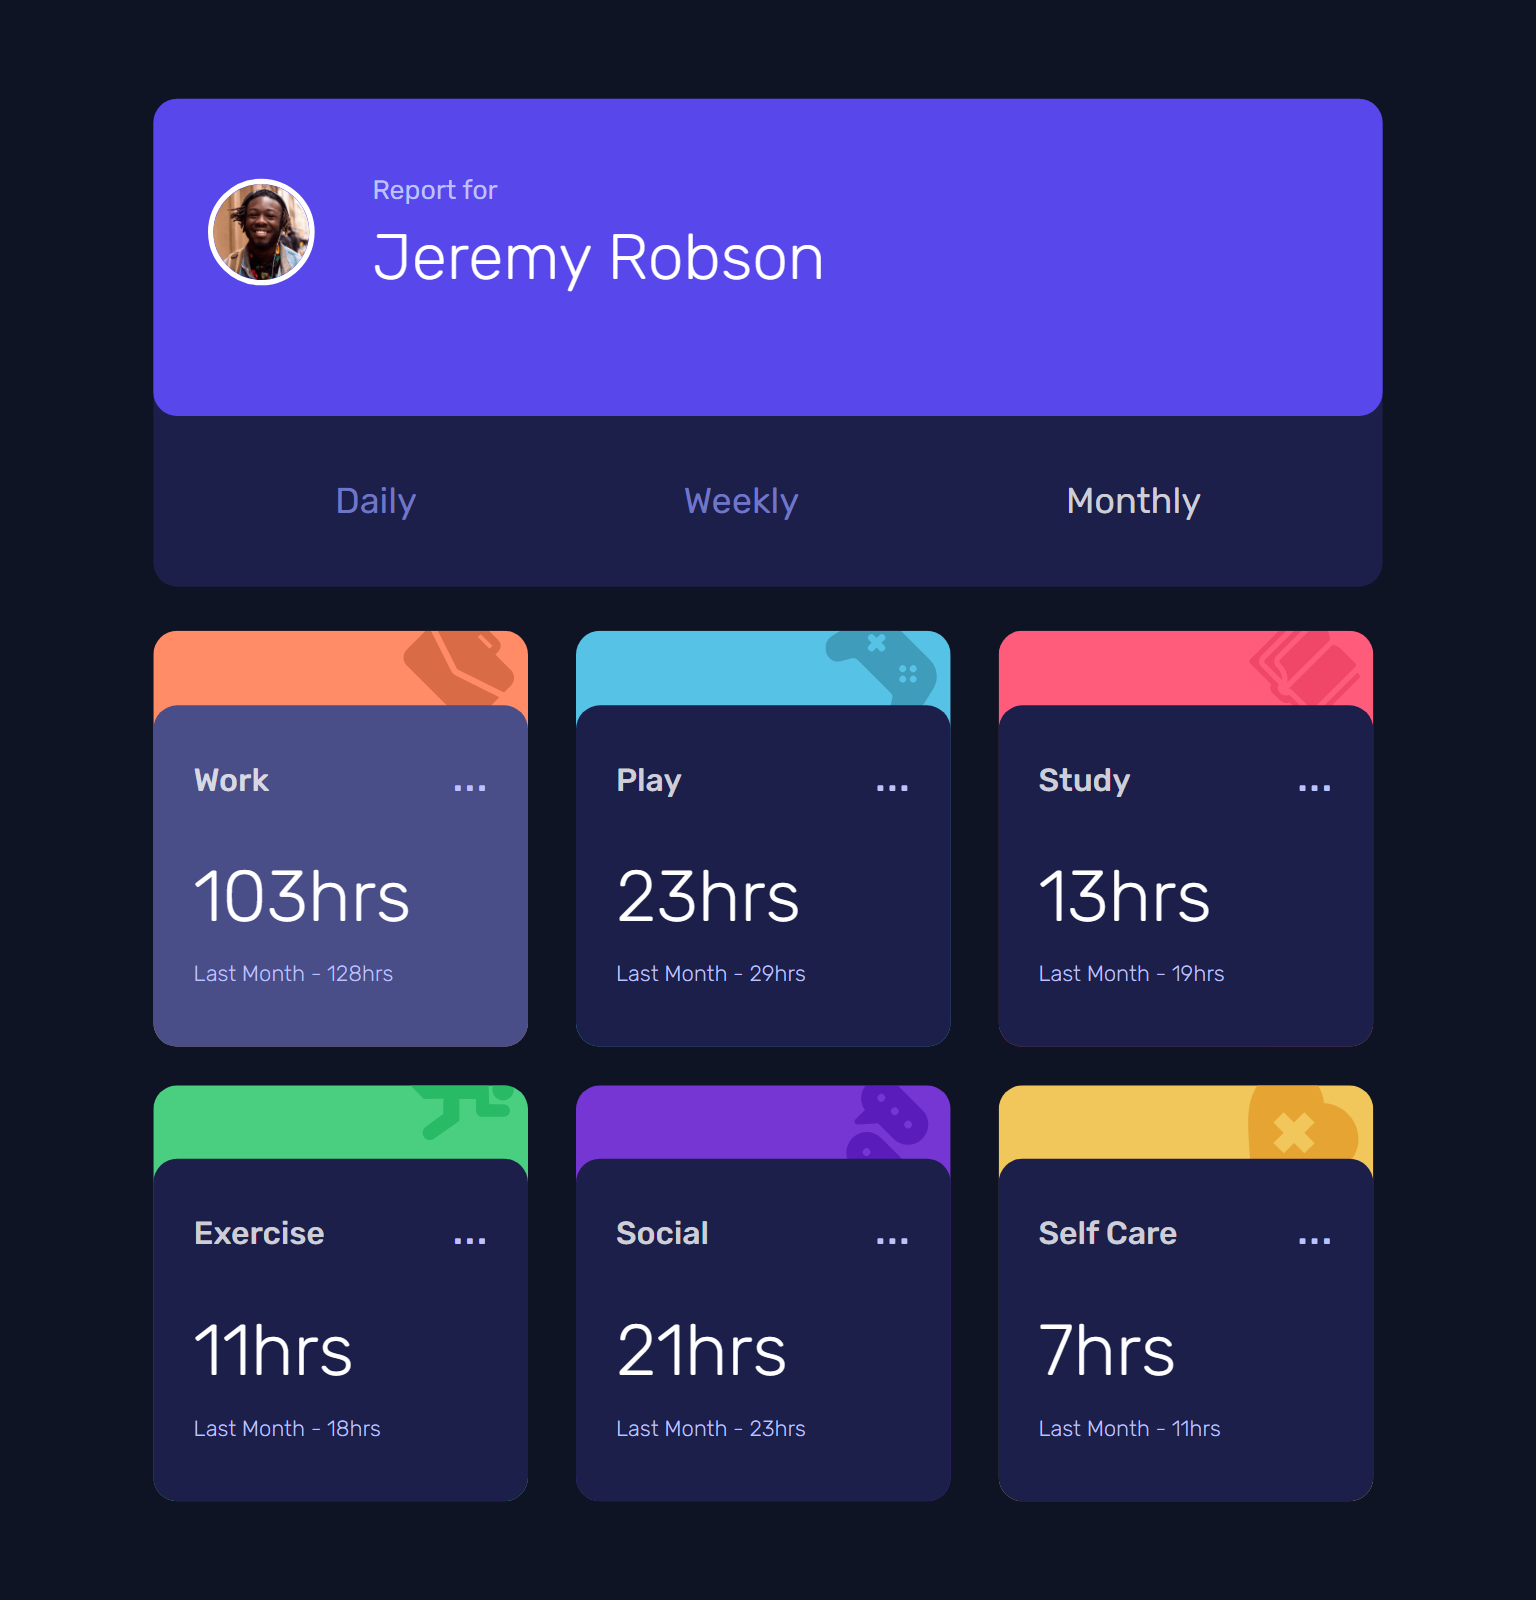 Report for
Jeremy Robson
Daily Weekly Monthly
Work ... Play ... Study ...
103hrs 23hrs 13hrs
Last Month - 128hrs Last Month - 29hrs Last Month - 19hrs
Exercise ... Social ... Self Care ...
11hrs 21hrs 7hrs
Last Month - 18hrs Last Month - 23hrs Last Month - 11hrs